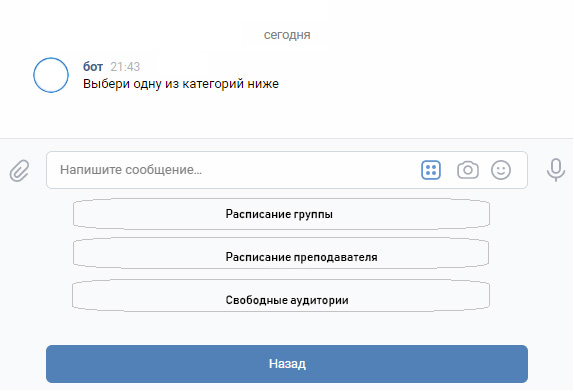 сегодня
бот 21:43
Выбери одну из категорий ниже
Напишите сообщение...
Расписание группы
Расписание преподавателя
Свободные аудитории
Назад